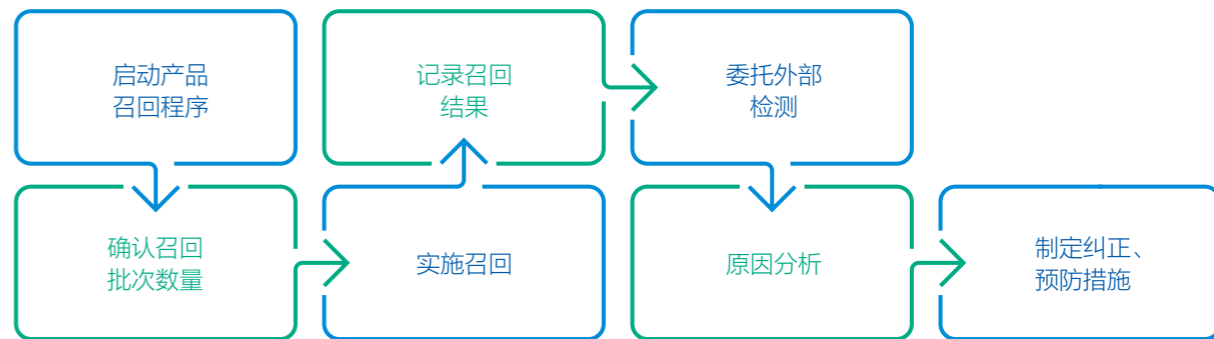 启动产品
召回程序
确认召回
批次数量
实施召回
记录召回
结果
委托外部
检测
原因分析
制定纠正、
预防措施